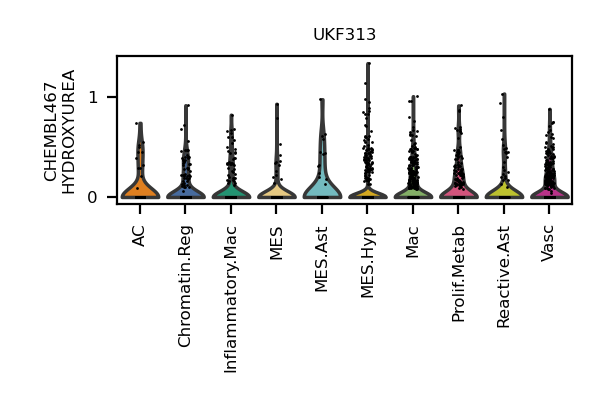 UKF313
CHEMBL467
HYDROXYUREA
1
0
AC
Chromatin.Reg
Inflammatory.Mac
MES
MES.Ast
MES.Hyp
Mac
Prolif.Metab
Reactive.Ast
Vasc